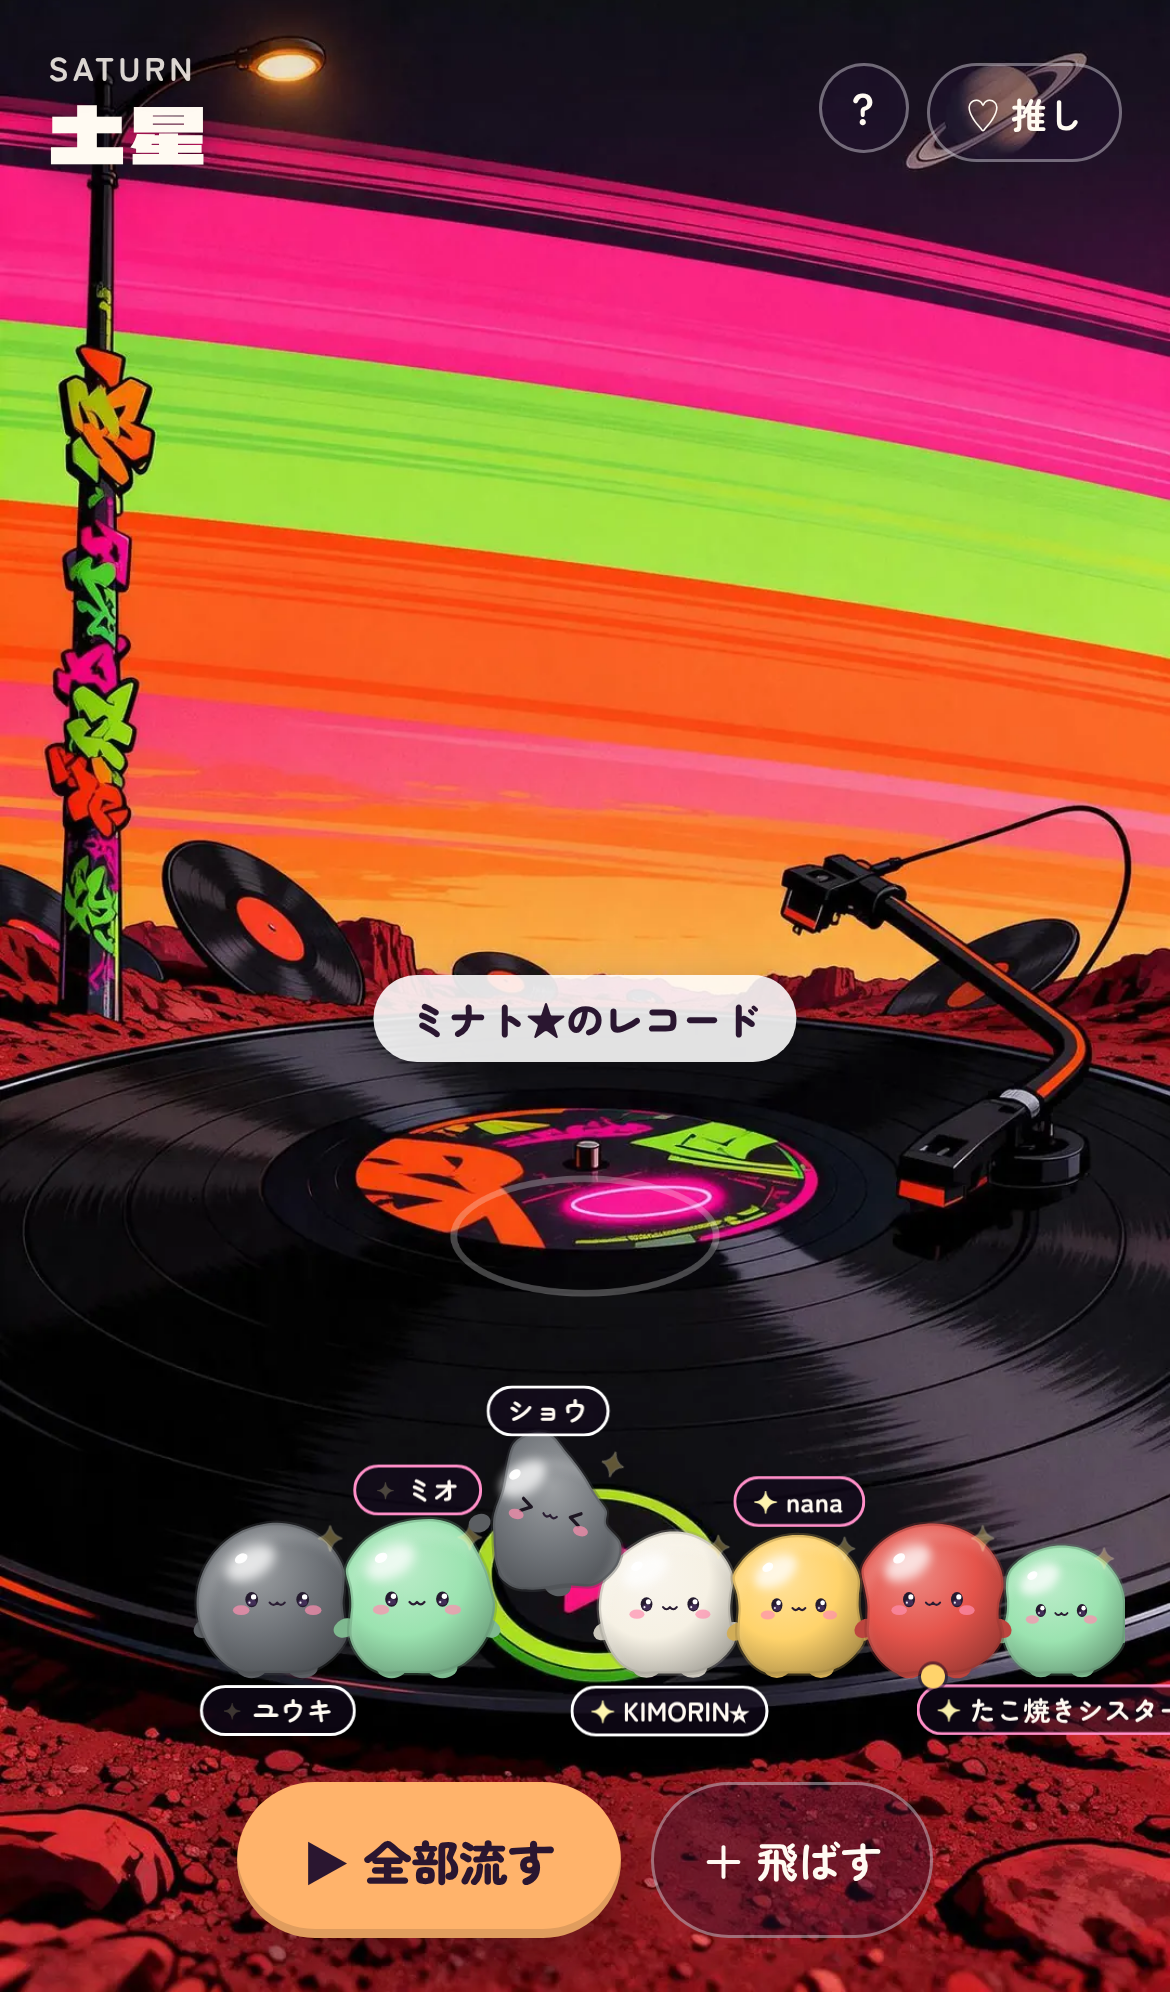 SATURN
土星
?
♡ 推し
ミナト★のレコード
ショウ
ミオ
nana
ユウキ
KIMORIN★
たこ焼きシスター
▶ 全部流す
+ 飛ばす